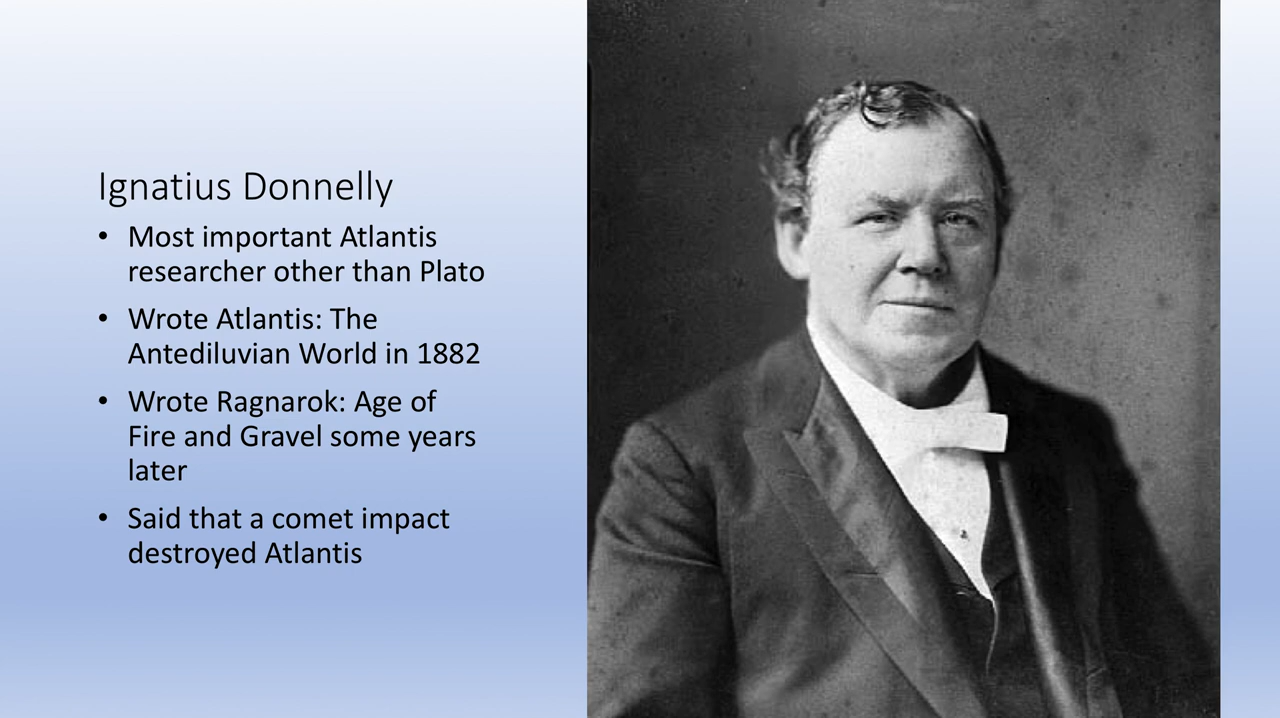 Ignatius Donnelly
• Most important Atlantis
researcher other than Plato
• Wrote Atlantis: The
Antediluvian World in 1882
• Wrote Ragnarok: Age of
Fire and Gravel some years
later
• Said that a comet impact
destroyed Atlantis